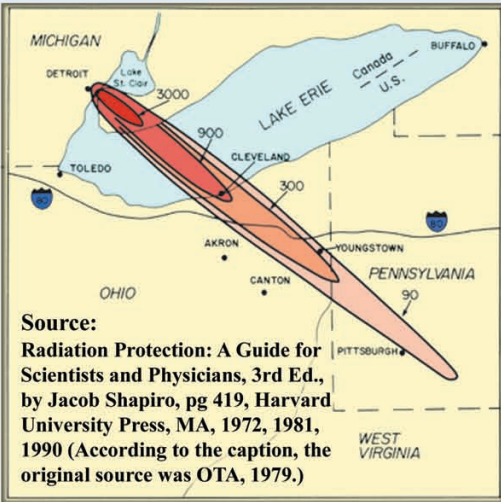 MICHIGAN
BUFFALO
DETROIT
Lake
St. Clair
Canada
U.S.
3000
LAKE ERIE
900
CLEVELAND
TOLEDO
300
80
80
AKRON
YOUNGSTOWN
CANTON
PENNSYLVANIA
OHIO
90
PITTSBURGH
Source:
Radiation Protection: A Guide for
Scientists and Physicians, 3rd Ed.,
by Jacob Shapiro, pg 419, Harvard
University Press, MA, 1972, 1981,
1990 (According to the caption, the
original source was OTA, 1979.)
WEST
VIRGINIA